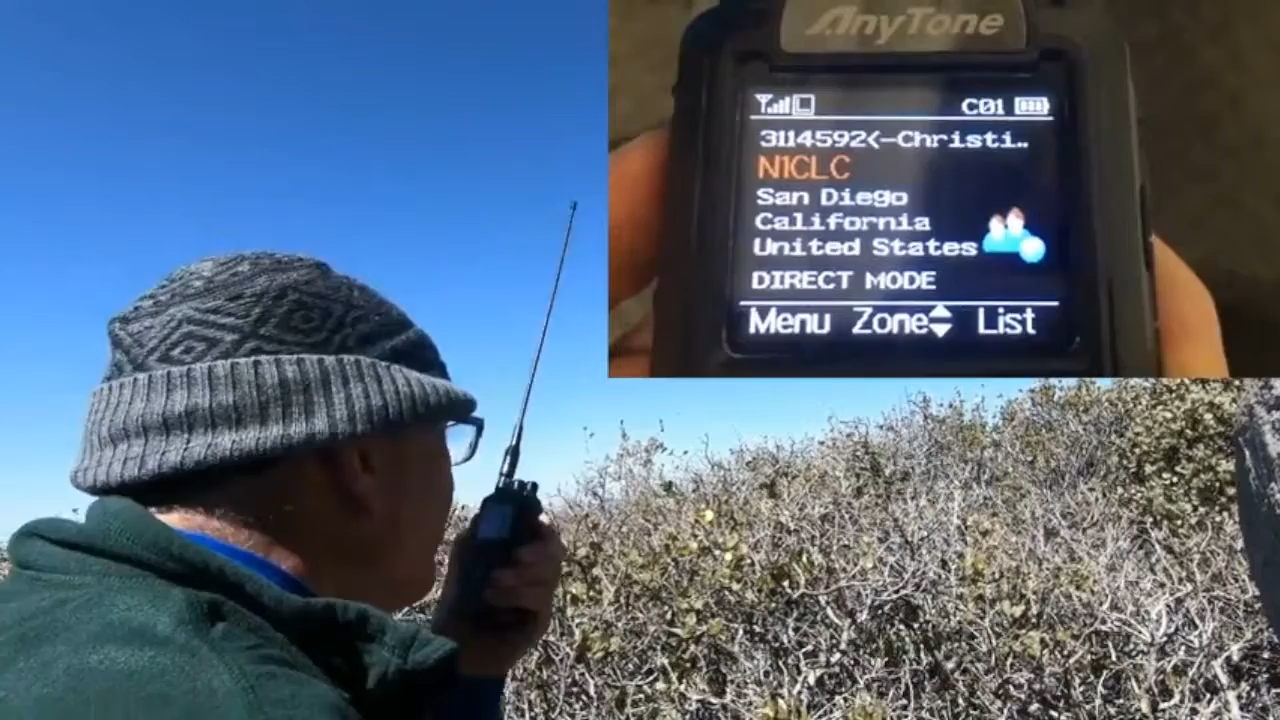 AnyTone
C01
3114592<-Christi..
N1CLC
San Diego
California
United States
DIRECT MODE
Menu Zone List